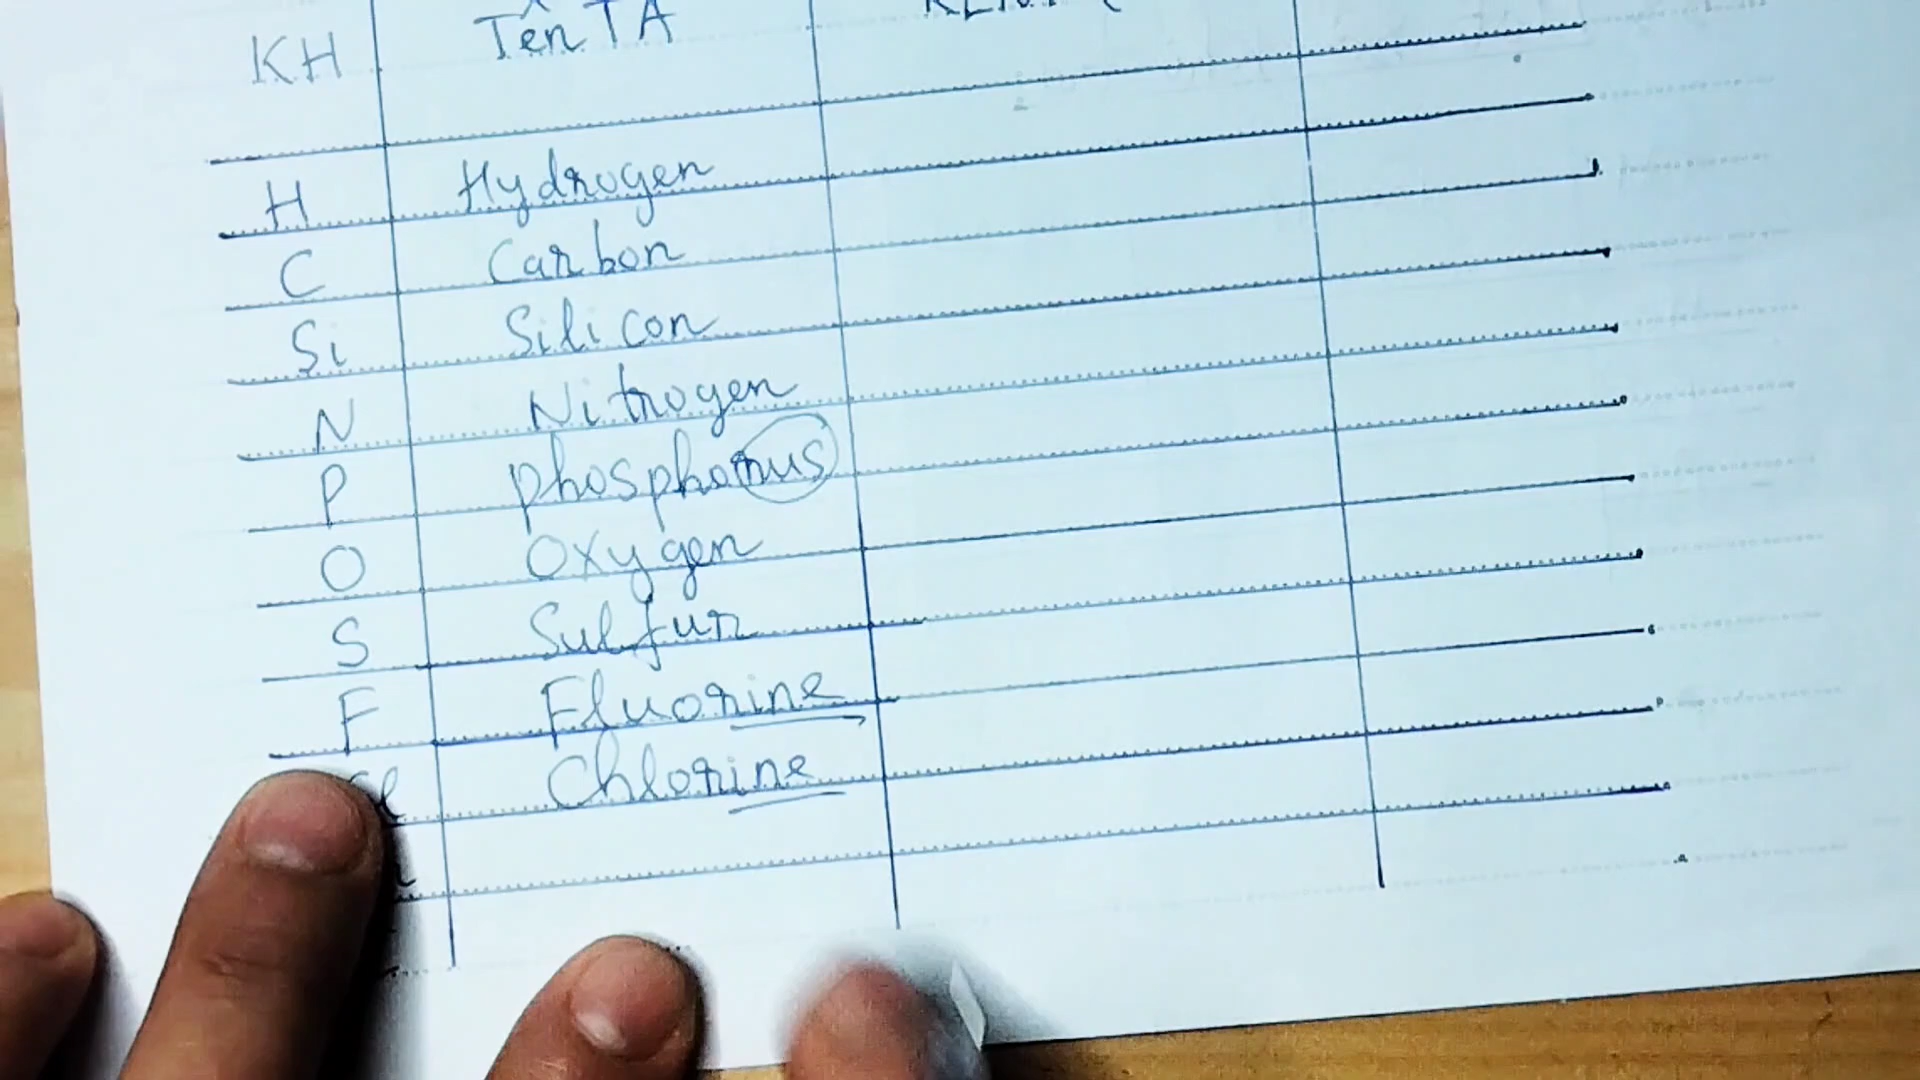 KH Tên TA
H Hydrogen
C Carbon
Si Silicon
N Nitrogen
P Phosphorus
O Oxygen
S Sulfur
F Fluorine
Chlorine